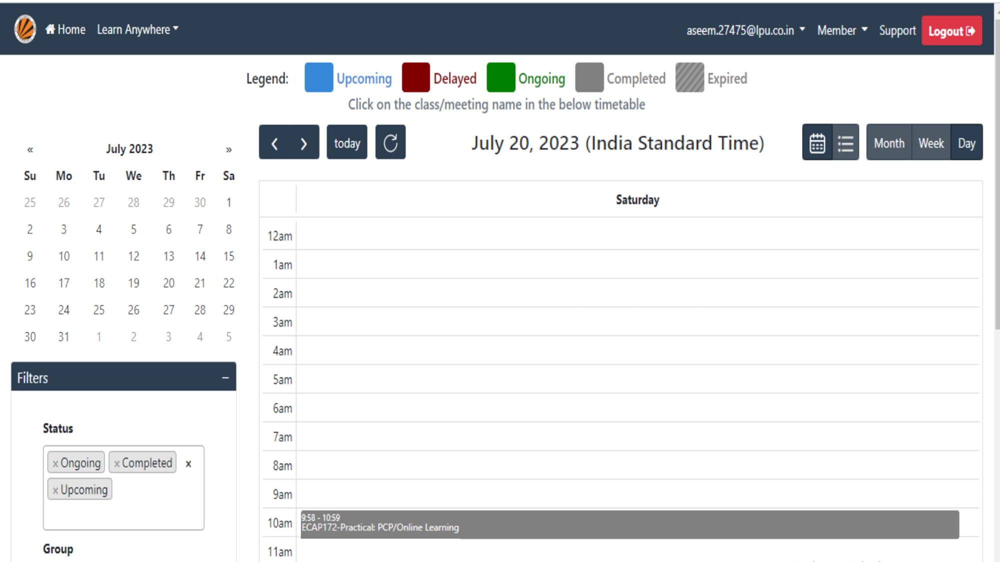 Home Learn Anywhere aseem.27475@lpu.co.in Member Support Logout
Legend: Upcoming Delayed Ongoing Completed Expired
Click on the class/meeting name in the below timetable
« July 2023 »
Su Mo Tu We Th Fr Sa
25 26 27 28 29 30 1
2 3 4 5 6 7 8
9 10 11 12 13 14 15
16 17 18 19 20 21 22
23 24 25 26 27 28 29
30 31 1 2 3 4 5
Filters –
Status
× Ongoing × Completed ×
× Upcoming
Group
today July 20, 2023 (India Standard Time) Month Week Day
Saturday
12am
1am
2am
3am
4am
5am
6am
7am
8am
9am
10am
9:58 - 10:59
ECAP172-Practical: PCP/Online Learning
11am